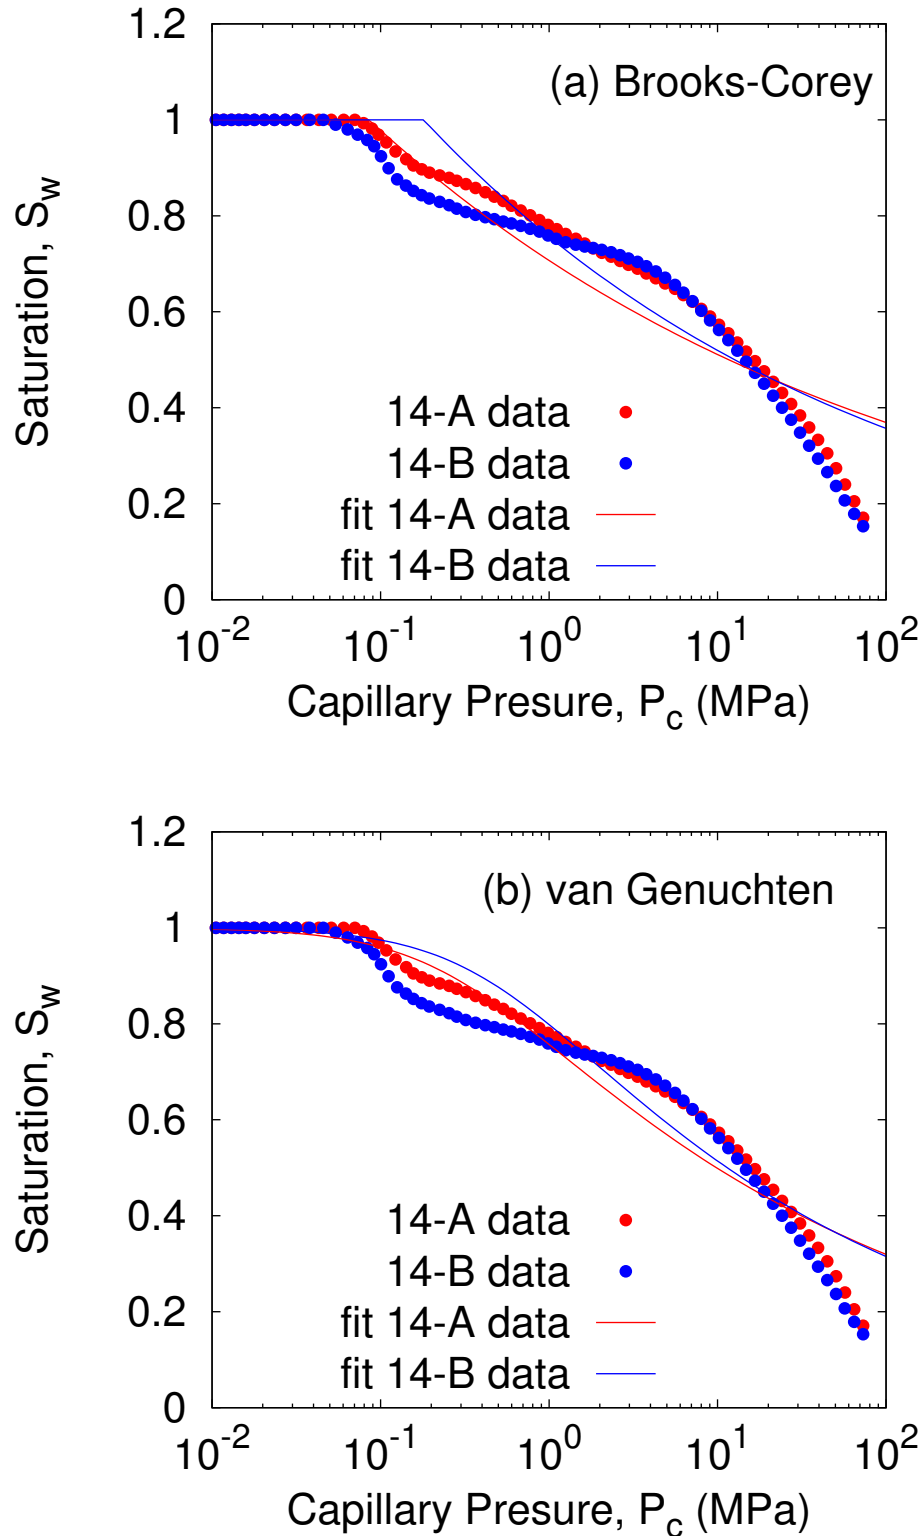 1.2
(a) Brooks-Corey
1
0.8
0.6
0.4
0.2
0
Saturation, S_w
14-A data
14-B data
fit 14-A data
fit 14-B data
10^-2 10^-1 10^0 10^1 10^2
Capillary Presure, P_c (MPa)
1.2
(b) van Genuchten
1
0.8
0.6
0.4
0.2
0
Saturation, S_w
14-A data
14-B data
fit 14-A data
fit 14-B data
10^-2 10^-1 10^0 10^1 10^2
Capillary Presure, P_c (MPa)